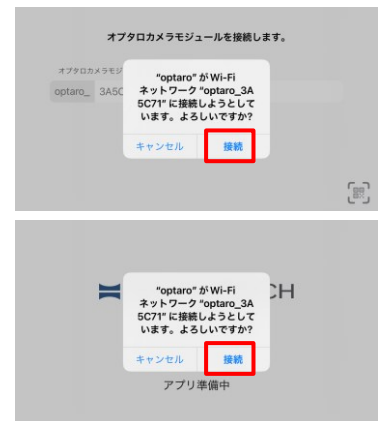 オプタロカメラモジュールを接続します。
オプタロカメラモジ
optaro_ 3A5C
“optaro” が Wi-Fi
ネットワーク “optaro_3A
5C71” に接続しようとして
います。よろしいですか?
キャンセル 接続
CH
“optaro” が Wi-Fi
ネットワーク “optaro_3A
5C71” に接続しようとして
います。よろしいですか?
キャンセル 接続
アプリ準備中